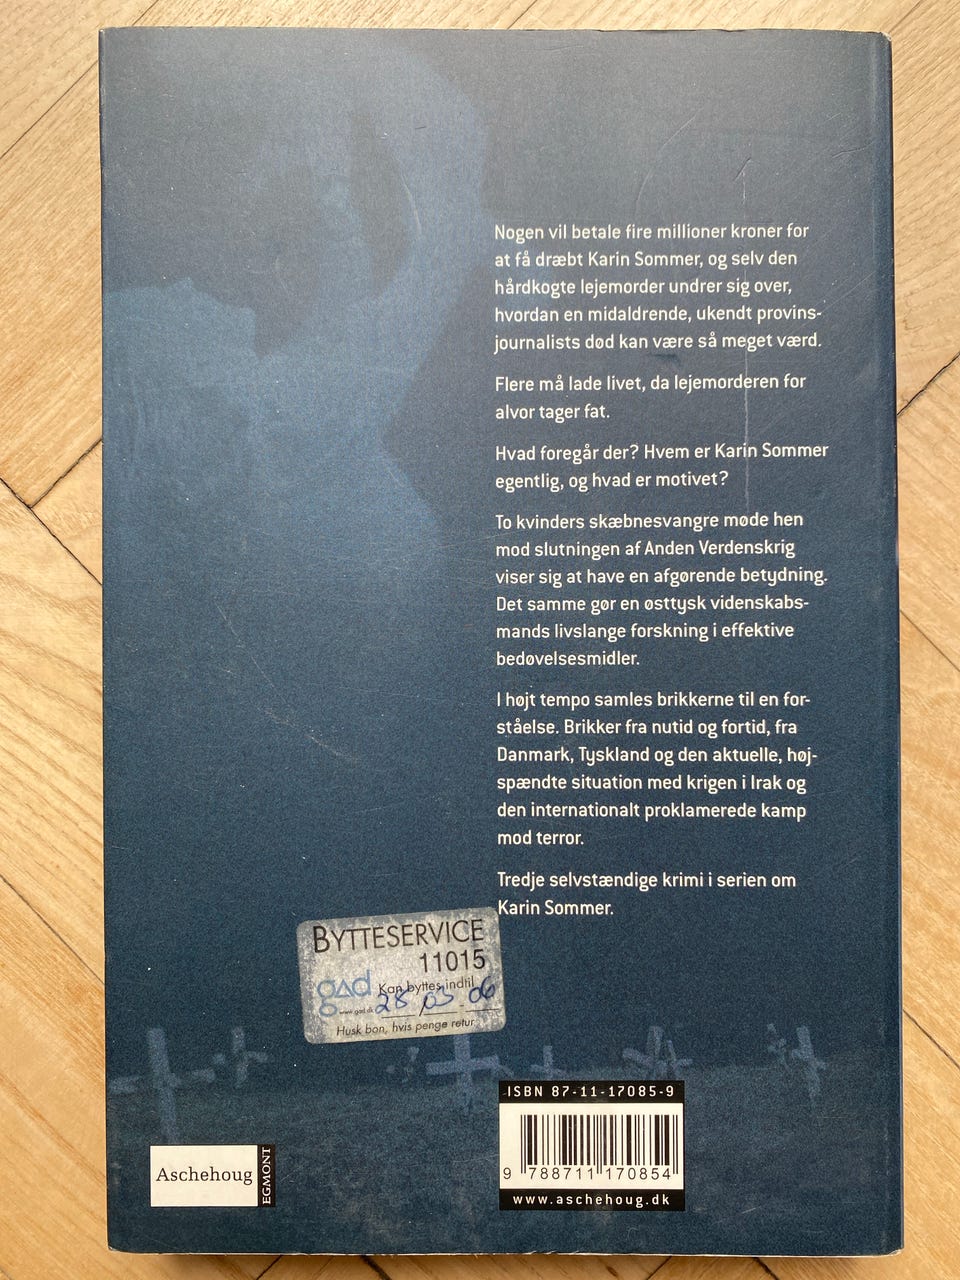 Nogen vil betale fire millioner kroner for
at få dræbt Karin Sommer, og selv den
hårdkogte lejemorder undrer sig over,
hvordan en midaldrende, ukendt provins-
journalists død kan være så meget værd.
Flere må lade livet, da lejemorderen for
alvor tager fat.
Hvad foregår der? Hvem er Karin Sommer
egentlig, og hvad er motivet?
To kvinders skæbnesvangre møde hen
mod slutningen af Anden Verdenskrig
viser sig at have en afgørende betydning.
Det samme gør en østtysk videnskabs-
mands livslange forskning i effektive
bedøvelsesmidler.
I højt tempo samles brikkerne til en for-
ståelse. Brikker fra nutid og fortid, fra
Danmark, Tyskland og den aktuelle, høj-
spændte situation med krigen i Irak og
den internationalt proklamerede kamp
mod terror.
Tredje selvstændige krimi i serien om
Karin Sommer.
BYTTESERVICE
11015
gad Kan byttes indtil
www.gad.dk 28 03 - 06
Husk bon, hvis penge retur
ISBN 87-11-17085-9
9 788711 170854
www.aschehoug.dk
Aschehoug
EGMONT